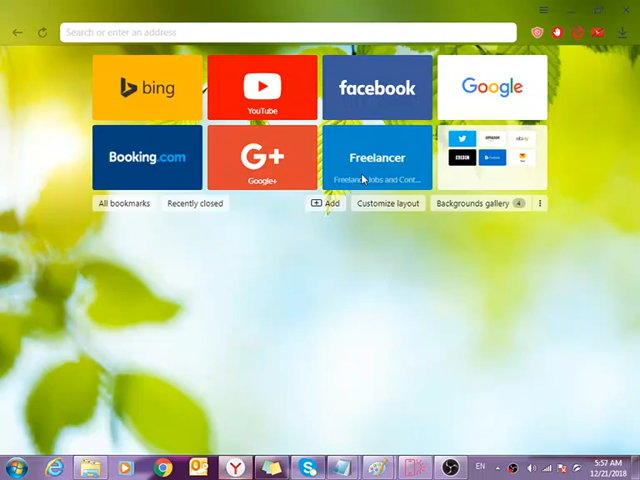 Search or enter an address
bing
YouTube
facebook
Google
Booking.com
G+
Google+
Freelancer
Freelance Jobs and Cont...
amazon
ebay
BBC
All bookmarks
Recently closed
Add
Customize layout
Backgrounds gallery 4
EN
5:57 AM
12/21/2018